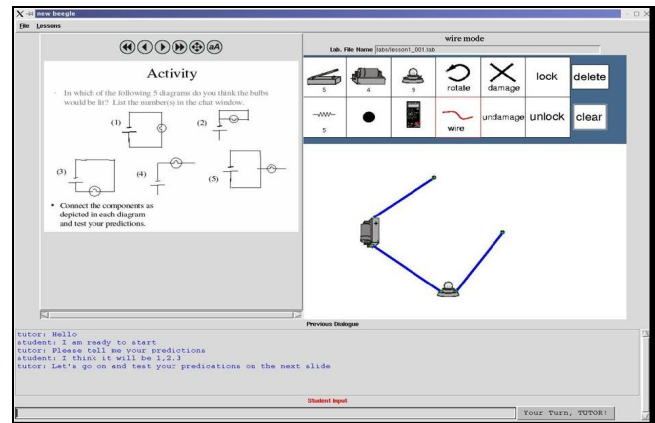 new beegle
File Lessons
wire mode
Lab. File Name labs/lesson1_001.lab
aA
5 4 9 rotate damage lock delete
5 wire undamage unlock clear
Activity
- In which of the following 5 diagrams do you think the bulbs
would be lit? List the number(s) in the chat window.
(1) (2)
(3) (4) (5)
• Connect the components as
depicted in each diagram
and test your predictions.
Previous Dialogue
tutor: Hello
student: I am ready to start
tutor: Please tell me your predictions
student: I think it will be 1,2,3
tutor: Let's go on and test your predications on the next slide
Student Input
Your Turn, TUTOR!